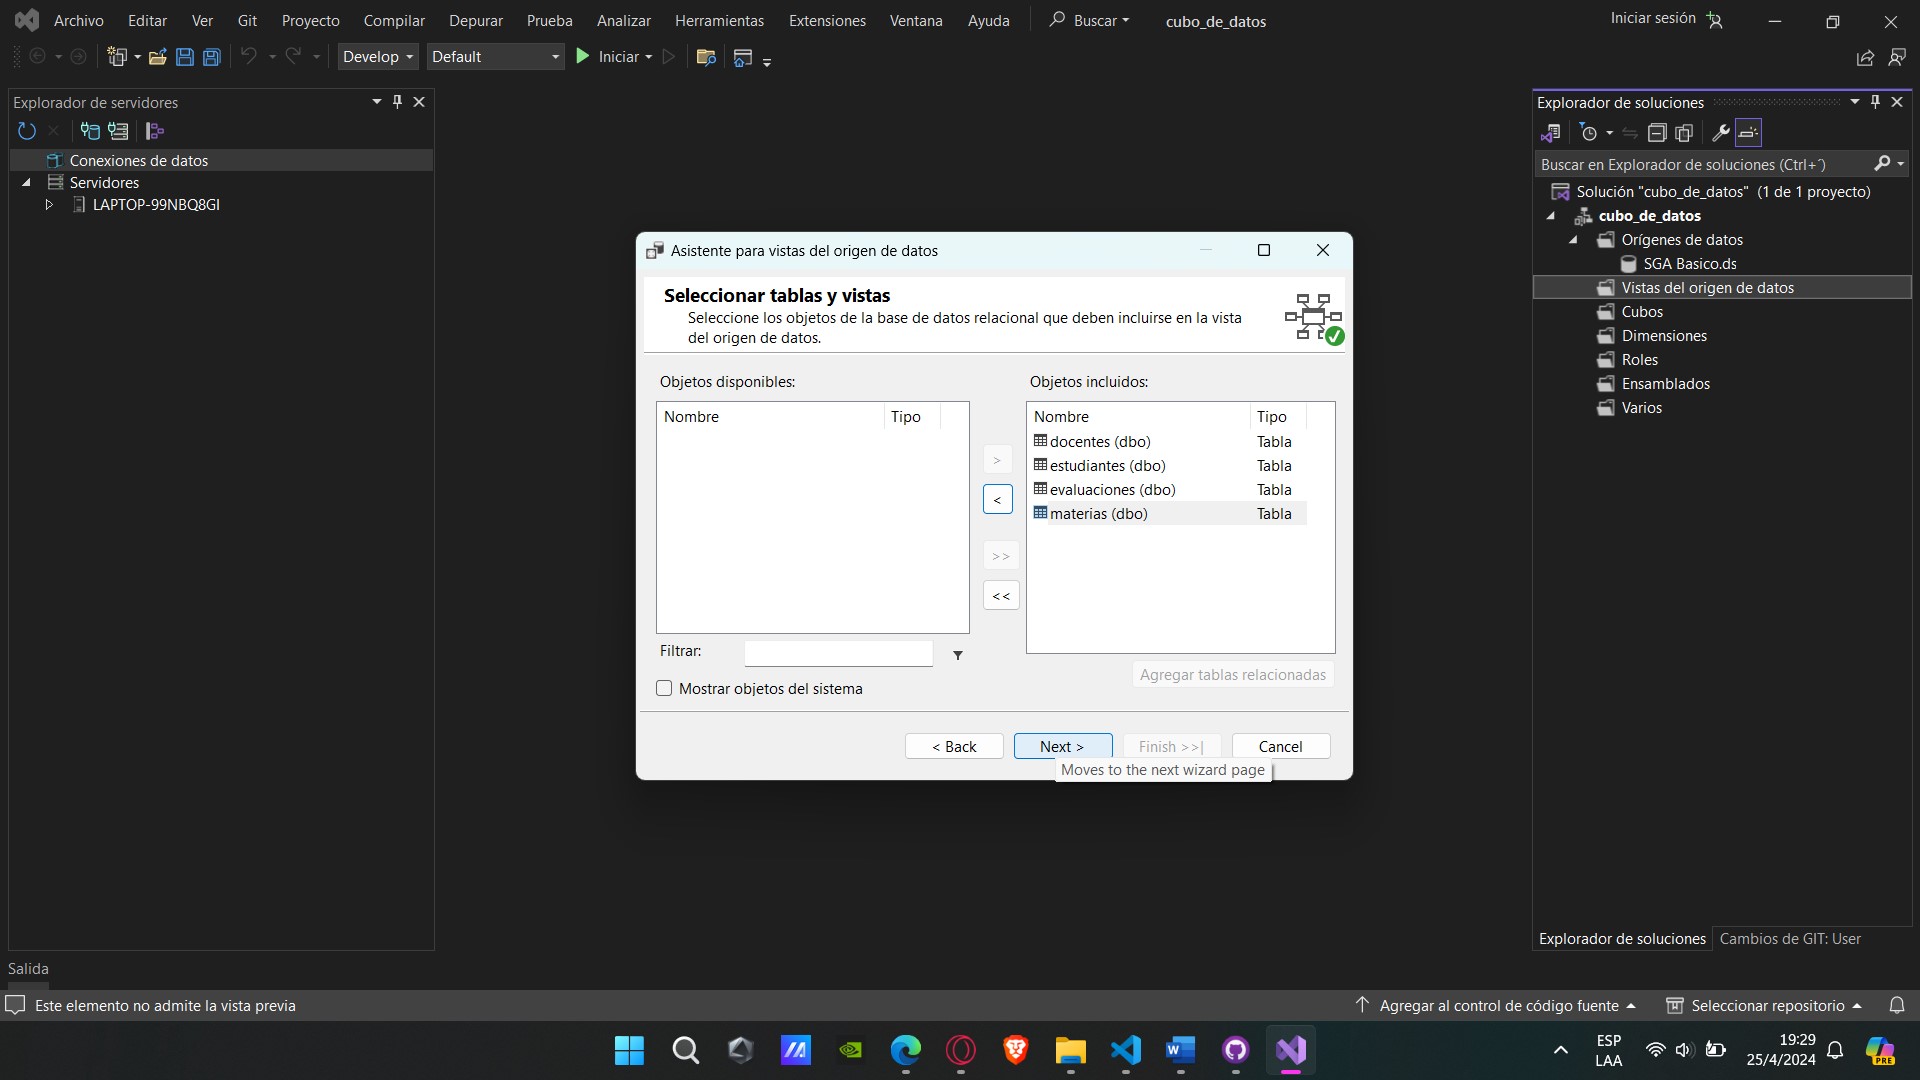 Archivo Editar Ver Git Proyecto Compilar Depurar Prueba Analizar Herramientas Extensiones Ventana Ayuda Buscar cubo_de_datos Iniciar sesión
Develop Default Iniciar
Explorador de servidores
Conexiones de datos
Servidores
LAPTOP-99NBQ8GI
Asistente para vistas del origen de datos
Seleccionar tablas y vistas
Seleccione los objetos de la base de datos relacional que deben incluirse en la vista
del origen de datos.
Objetos disponibles:
Nombre Tipo
>
<
>>
<<
Objetos incluidos:
Nombre Tipo
docentes (dbo) Tabla
estudiantes (dbo) Tabla
evaluaciones (dbo) Tabla
materias (dbo) Tabla
Filtrar:
Agregar tablas relacionadas
Mostrar objetos del sistema
< Back Next > Finish >>| Cancel
Moves to the next wizard page
Explorador de soluciones
Buscar en Explorador de soluciones (Ctrl+´)
Solución "cubo_de_datos" (1 de 1 proyecto)
cubo_de_datos
Orígenes de datos
SGA Basico.ds
Vistas del origen de datos
Cubos
Dimensiones
Roles
Ensamblados
Varios
Explorador de soluciones Cambios de GIT: User
Salida
Este elemento no admite la vista previa Agregar al control de código fuente Seleccionar repositorio
ESP
LAA
19:29
25/4/2024
PRE